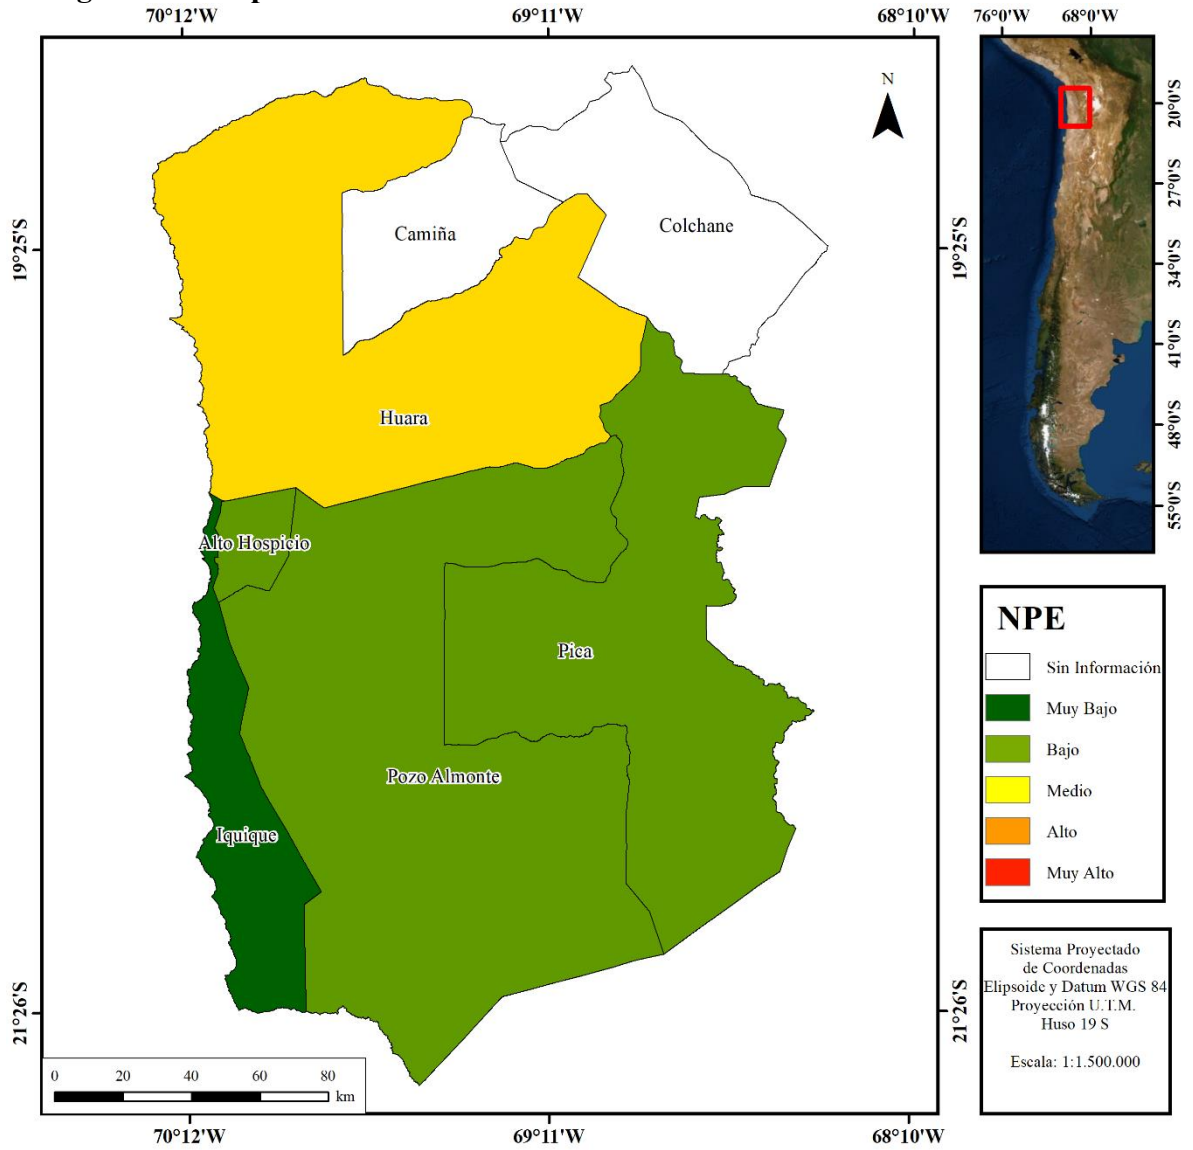 70°12'W
69°11'W
68°10'W
76°0'W
68°0'W
N
19°25'S
19°25'S
20°0'S
27°0'S
34°0'S
41°0'S
48°0'S
55°0'S
Camiña
Colchane
Huara
Alto Hospicio
Pica
Pozo Almonte
Iquique
NPE
Sin Información
Muy Bajo
Bajo
Medio
Alto
Muy Alto
21°26'S
21°26'S
Sistema Proyectado
de Coordenadas
Elipsoide y Datum WGS 84
Proyección U.T.M.
Huso 19 S
Escala: 1:1.500.000
0 20 40 60 80
km
70°12'W
69°11'W
68°10'W